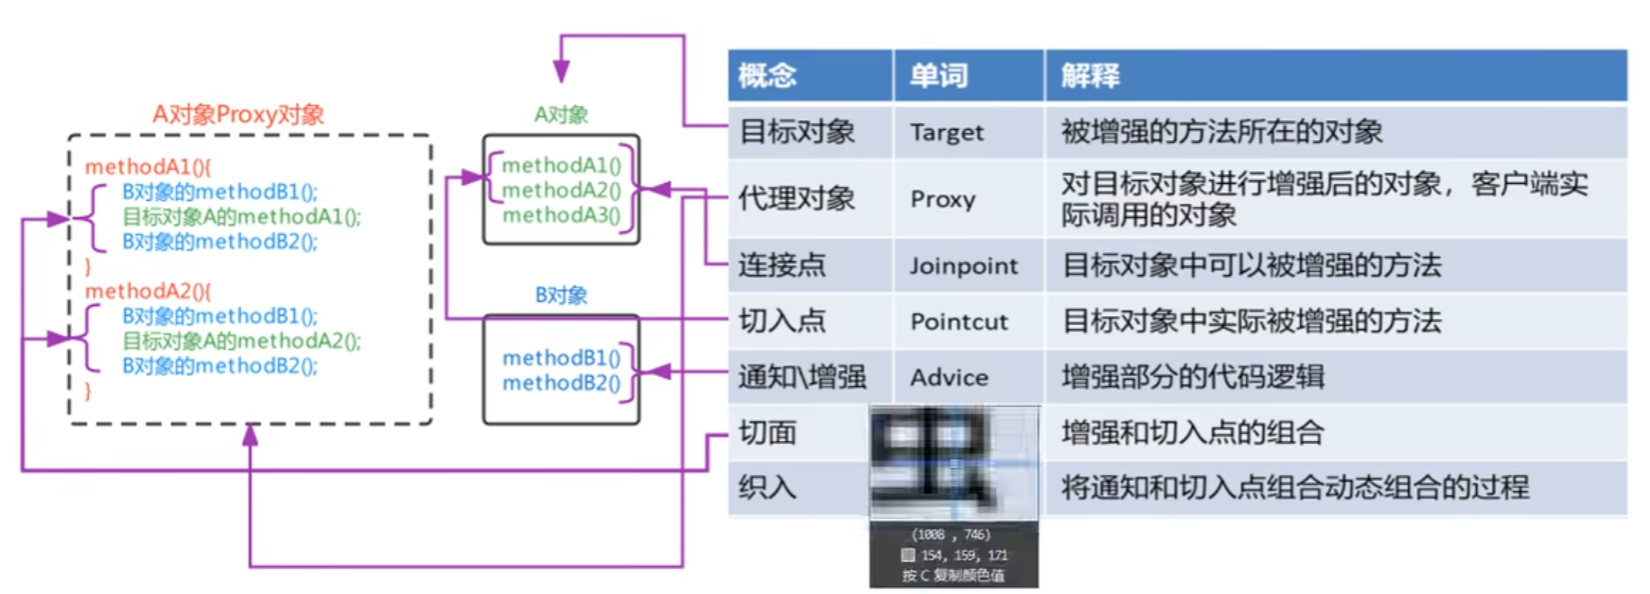 A对象Proxy对象
methodA1(){
B对象的methodB1();
目标对象A的methodA1();
B对象的methodB2();
}
methodA2(){
B对象的methodB1();
目标对象A的methodA2();
B对象的methodB2();
}
A对象
methodA1()
methodA2()
methodA3()
B对象
methodB1()
methodB2()
概念 单词 解释
目标对象 Target 被增强的方法所在的对象
代理对象 Proxy 对目标对象进行增强后的对象，客户端实
际调用的对象
连接点 Joinpoint 目标对象中可以被增强的方法
切入点 Pointcut 目标对象中实际被增强的方法
通知\增强 Advice 增强部分的代码逻辑
切面 增强和切入点的组合
织入 将通知和切入点组合动态组合的过程
(1008 , 746)
154, 159, 171
按 C 复制颜色值